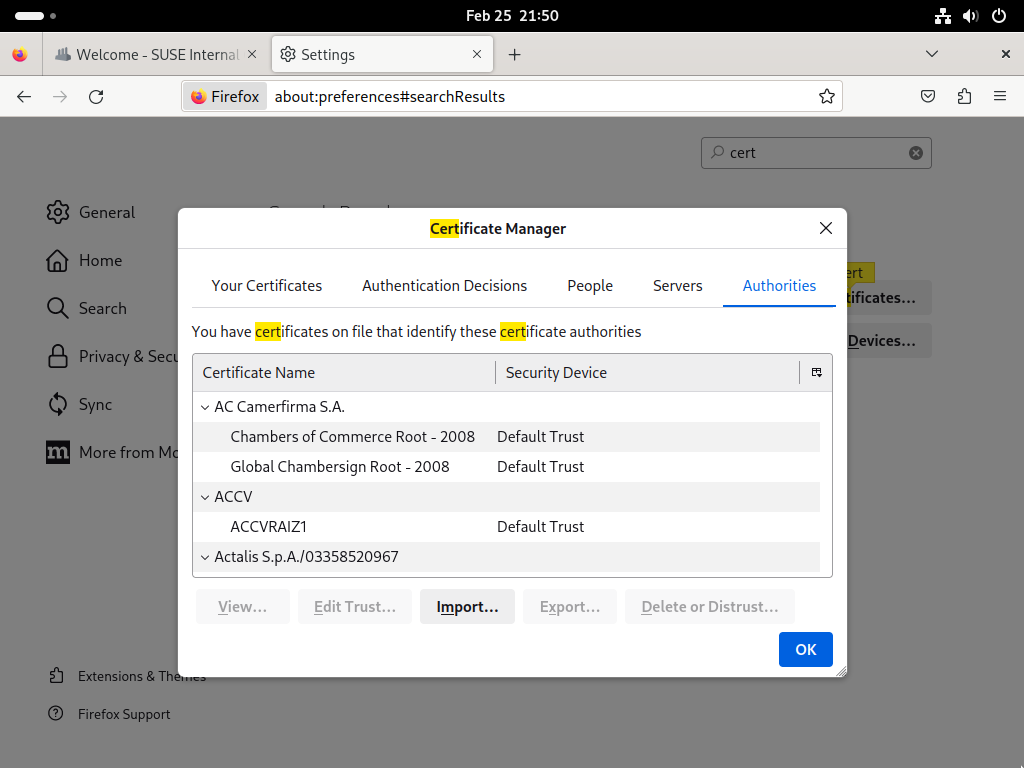 Feb 25 21:50
Welcome - SUSE Internal
Settings
Firefox
about:preferences#searchResults
cert
General
Home
Search
Privacy & Secu
Sync
More from Mo
Extensions & Themes
Firefox Support
ert
tificates...
Devices...
Certificate Manager
Your Certificates
Authentication Decisions
People
Servers
Authorities
You have certificates on file that identify these certificate authorities
Certificate Name
Security Device
AC Camerfirma S.A.
Chambers of Commerce Root - 2008 Default Trust
Global Chambersign Root - 2008 Default Trust
ACCV
ACCVRAIZ1 Default Trust
Actalis S.p.A./03358520967
View...
Edit Trust...
Import...
Export...
Delete or Distrust...
OK